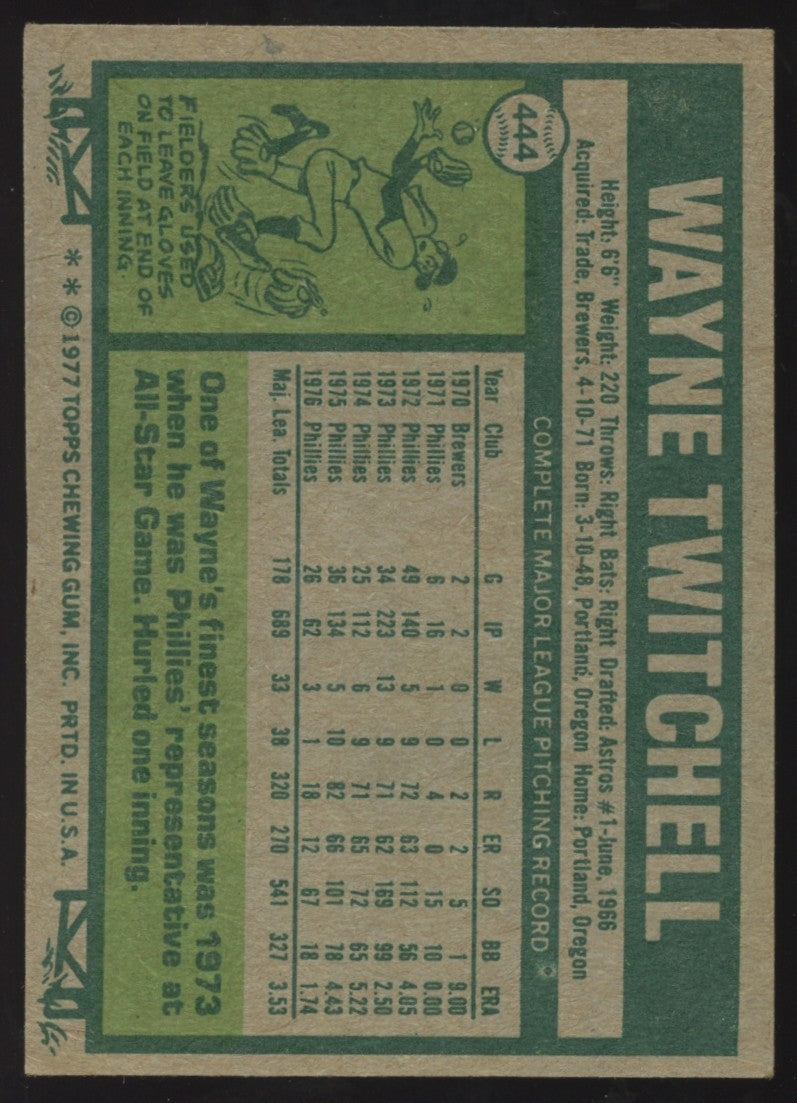 444
WAYNE TWITCHELL
Height: 6'6" Weight: 220 Throws: Right Bats: Right Drafted: Astros #1-June, 1966
Acquired: Trade, Brewers, 4-10-71 Born: 3-10-48, Portland, Oregon Home: Portland, Oregon
COMPLETE MAJOR LEAGUE PITCHING RECORD
Year Club G IP W L R ER SO BB ERA
1970 Brewers 2 2 0 0 2 2 5 1 9.00
1971 Phillies 6 16 1 0 4 0 15 10 0.00
1972 Phillies 49 140 5 9 72 63 112 56 4.05
1973 Phillies 34 223 13 9 71 62 169 99 2.50
1974 Phillies 25 112 6 9 71 65 72 65 5.22
1975 Phillies 36 134 5 10 82 66 101 78 4.43
1976 Phillies 26 62 3 1 18 12 67 18 1.74
Maj. Lea. Totals 178 689 33 38 320 270 541 327 3.53
FIELDERS USED
TO LEAVE GLOVES
ON FIELD AT END OF
EACH INNING.
One of Wayne's finest seasons was 1973
when he was Phillies' representative at
All-Star Game. Hurled one inning.
* * © 1977 TOPPS CHEWING GUM, INC. PRTD. IN U.S.A.